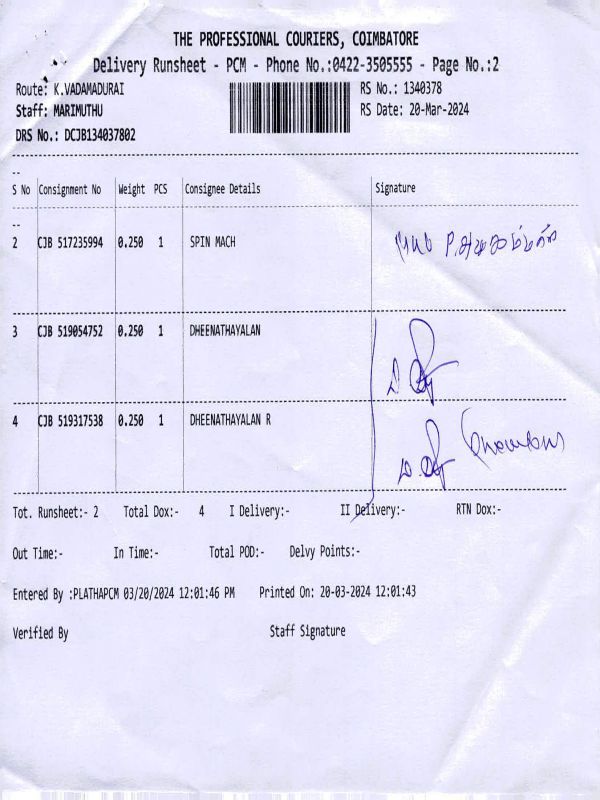 THE PROFESSIONAL COURIERS, COIMBATORE
Delivery Runsheet - PCM - Phone No.:0422-3505555 - Page No.:2
Route: K.VADAMADURAI RS No.: 1340378
Staff: MARIMUTHU RS Date: 20-Mar-2024
DRS No.: DCJB134037802
--
S No Consignment No Weight PCS Consignee Details Signature
--
2 CJB 517235994 0.250 1 SPIN MACH
3 CJB 519054752 0.250 1 DHEENATHAYALAN
4 CJB 519317538 0.250 1 DHEENATHAYALAN R
Tot. Runsheet:- 2 Total Dox:- 4 I Delivery:- II Delivery:- RTN Dox:-
Out Time:- In Time:- Total POD:- Delvy Points:-
Entered By :PLATHAPCM 03/20/2024 12:01:46 PM Printed On: 20-03-2024 12:01:43
Verified By Staff Signature